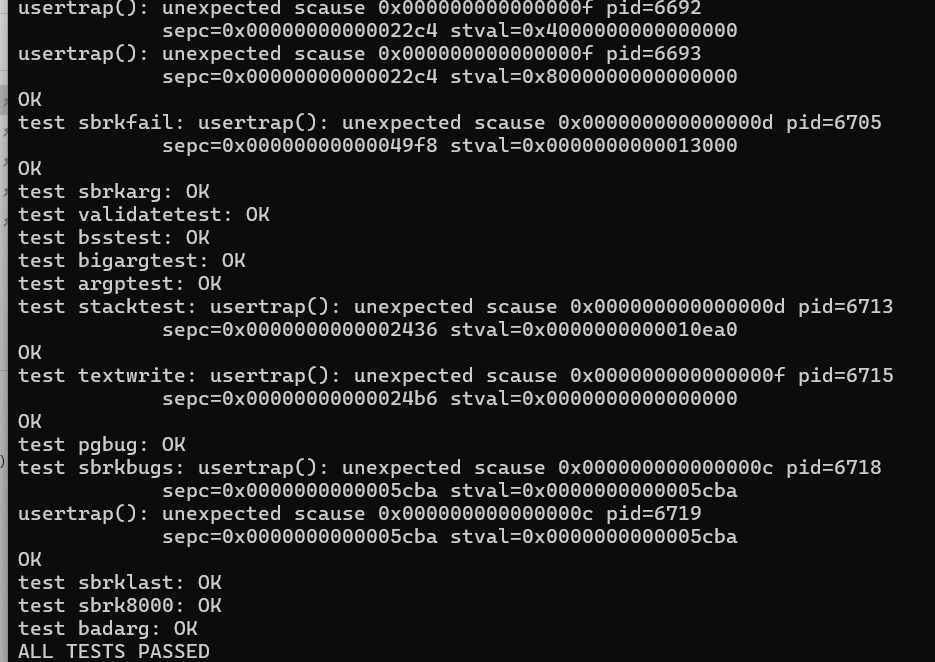 usertrap(): unexpected scause 0x000000000000000f pid=6692
            sepc=0x00000000000022c4 stval=0x4000000000000000
usertrap(): unexpected scause 0x000000000000000f pid=6693
            sepc=0x00000000000022c4 stval=0x8000000000000000
OK
test sbrkfail: usertrap(): unexpected scause 0x000000000000000d pid=6705
            sepc=0x00000000000049f8 stval=0x0000000000013000
OK
test sbrkarg: OK
test validatetest: OK
test bsstest: OK
test bigargtest: OK
test argptest: OK
test stacktest: usertrap(): unexpected scause 0x000000000000000d pid=6713
            sepc=0x0000000000002436 stval=0x0000000000010ea0
OK
test textwrite: usertrap(): unexpected scause 0x000000000000000f pid=6715
            sepc=0x00000000000024b6 stval=0x0000000000000000
OK
test pgbug: OK
test sbrkbugs: usertrap(): unexpected scause 0x000000000000000c pid=6718
            sepc=0x0000000000005cba stval=0x0000000000005cba
usertrap(): unexpected scause 0x000000000000000c pid=6719
            sepc=0x0000000000005cba stval=0x0000000000005cba
OK
test sbrklast: OK
test sbrk8000: OK
test badarg: OK
ALL TESTS PASSED